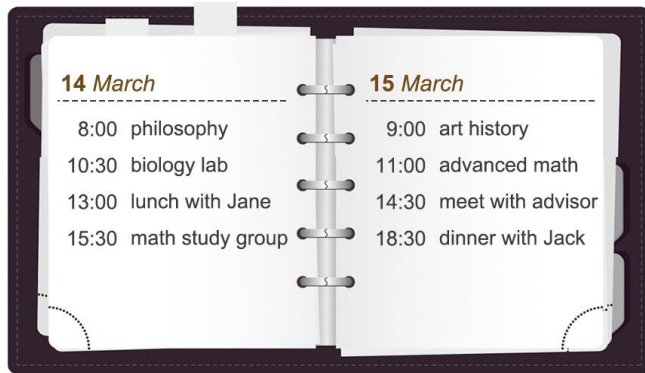 14 March
8:00 philosophy
10:30 biology lab
13:00 lunch with Jane
15:30 math study group
15 March
9:00 art history
11:00 advanced math
14:30 meet with advisor
18:30 dinner with Jack